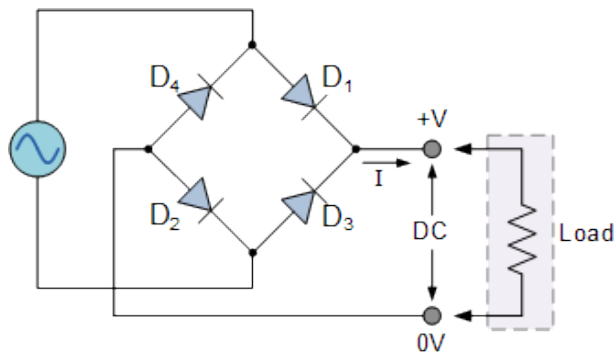 D₄ D₁
+V
I
D₂ D₃
DC
Load
0V